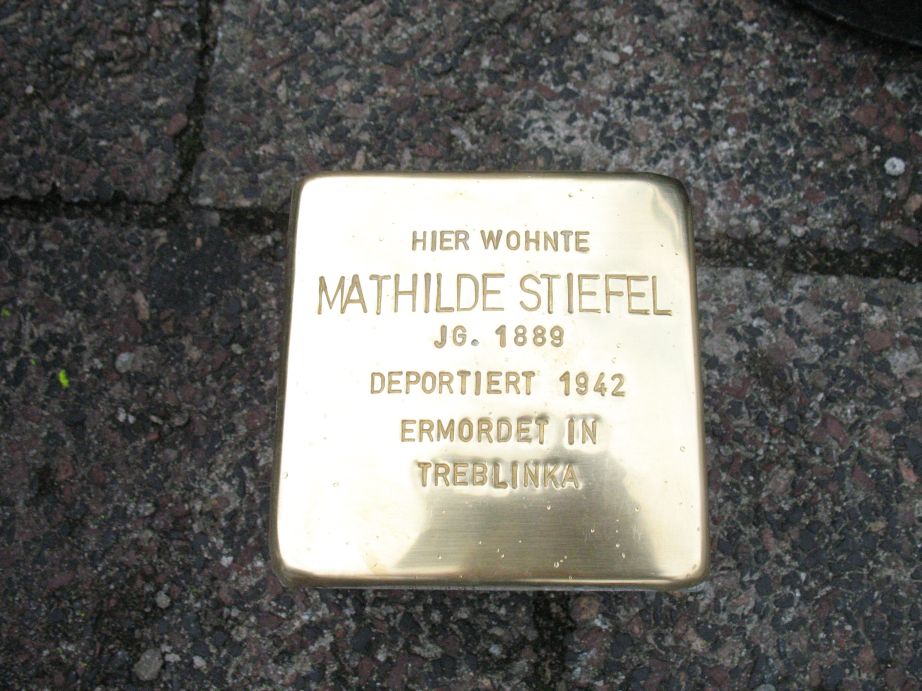 HIER WOHNTE
MATHILDE STIEFEL
JG. 1889
DEPORTIERT 1942
ERMORDET IN
TREBLINKA